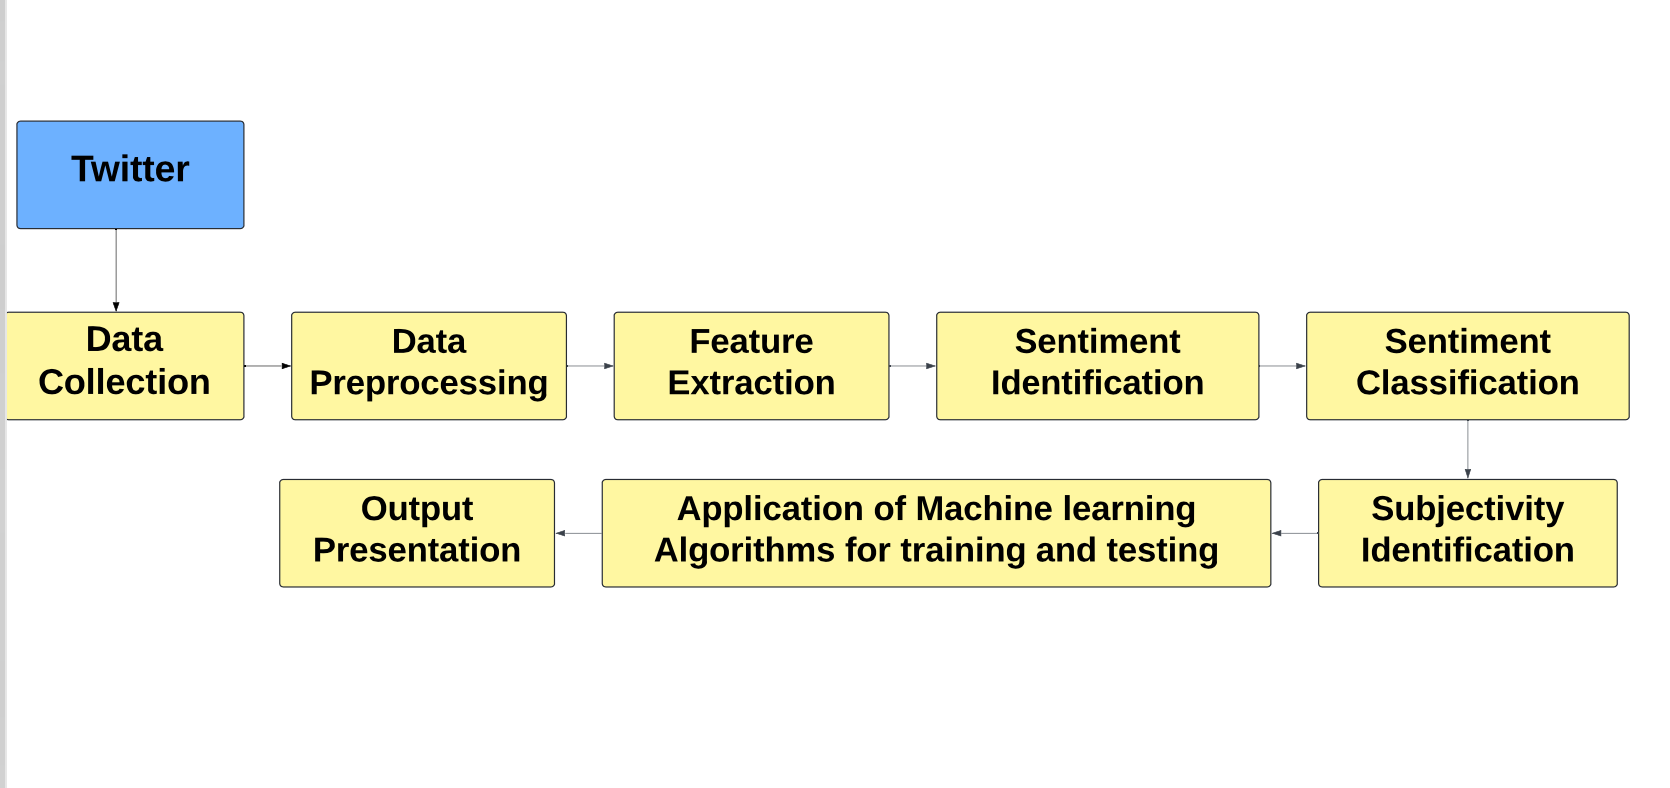 Twitter
Data
Collection
Data
Preprocessing
Feature
Extraction
Sentiment
Identification
Sentiment
Classification
Subjectivity
Identification
Application of Machine learning
Algorithms for training and testing
Output
Presentation